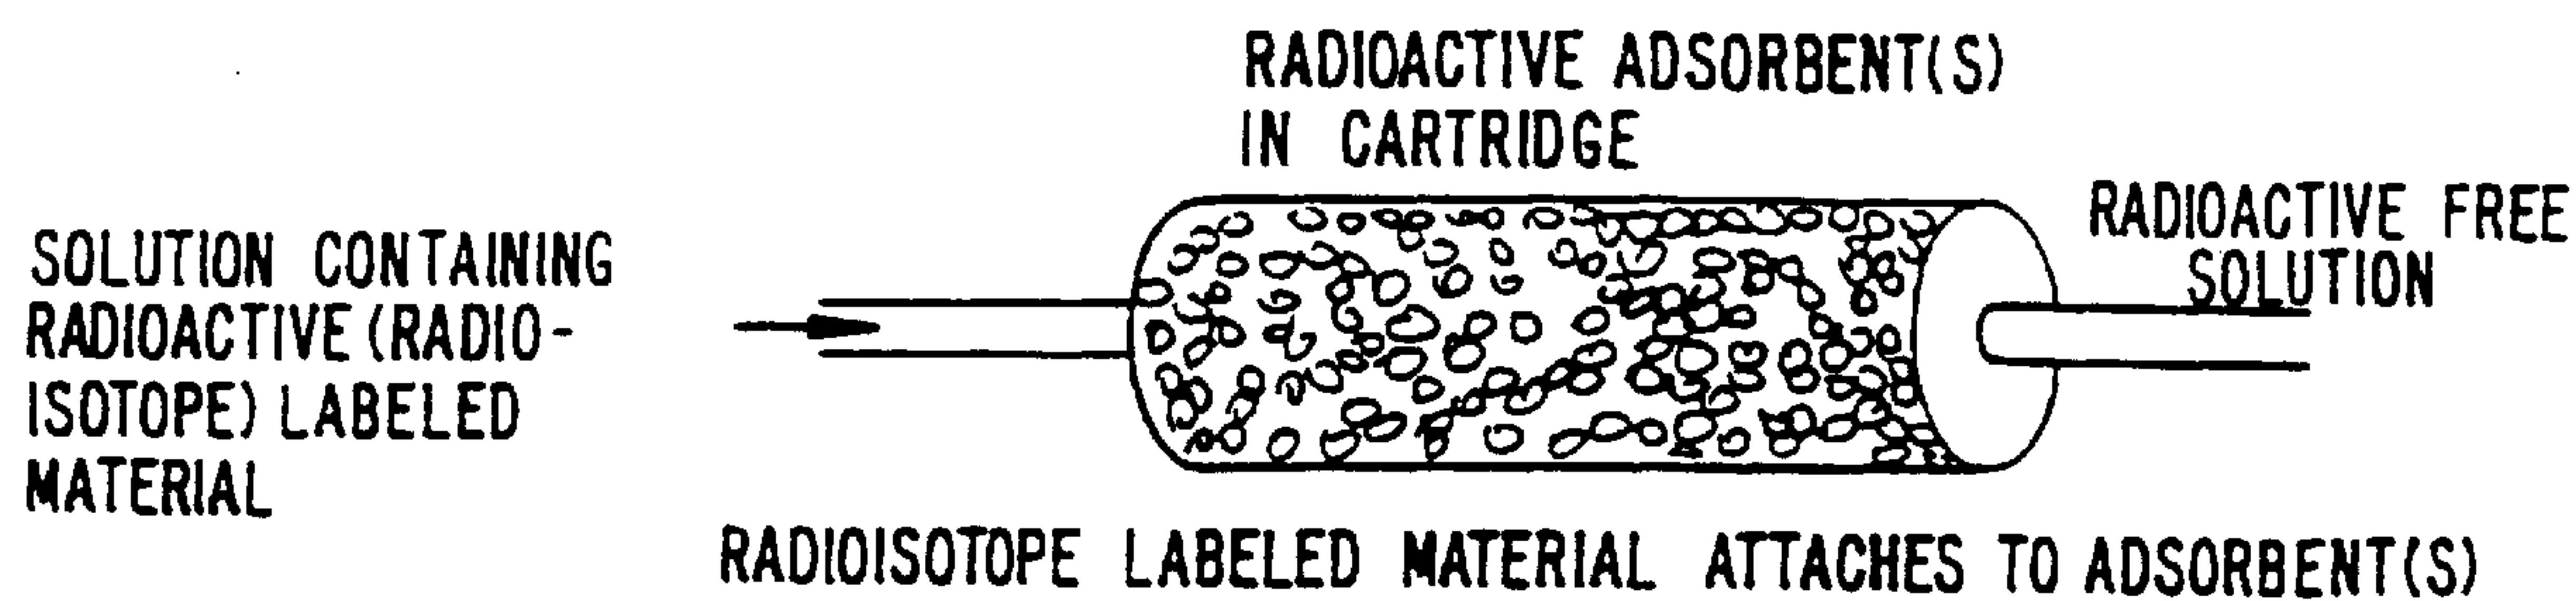 RADIOACTIVE ADSORBENT(S)
IN CARTRIDGE
SOLUTION CONTAINING
RADIOACTIVE (RADIO-
ISOTOPE) LABELED
MATERIAL
RADIOACTIVE FREE
SOLUTION
RADIOISOTOPE LABELED MATERIAL ATTACHES TO ADSORBENT(S)